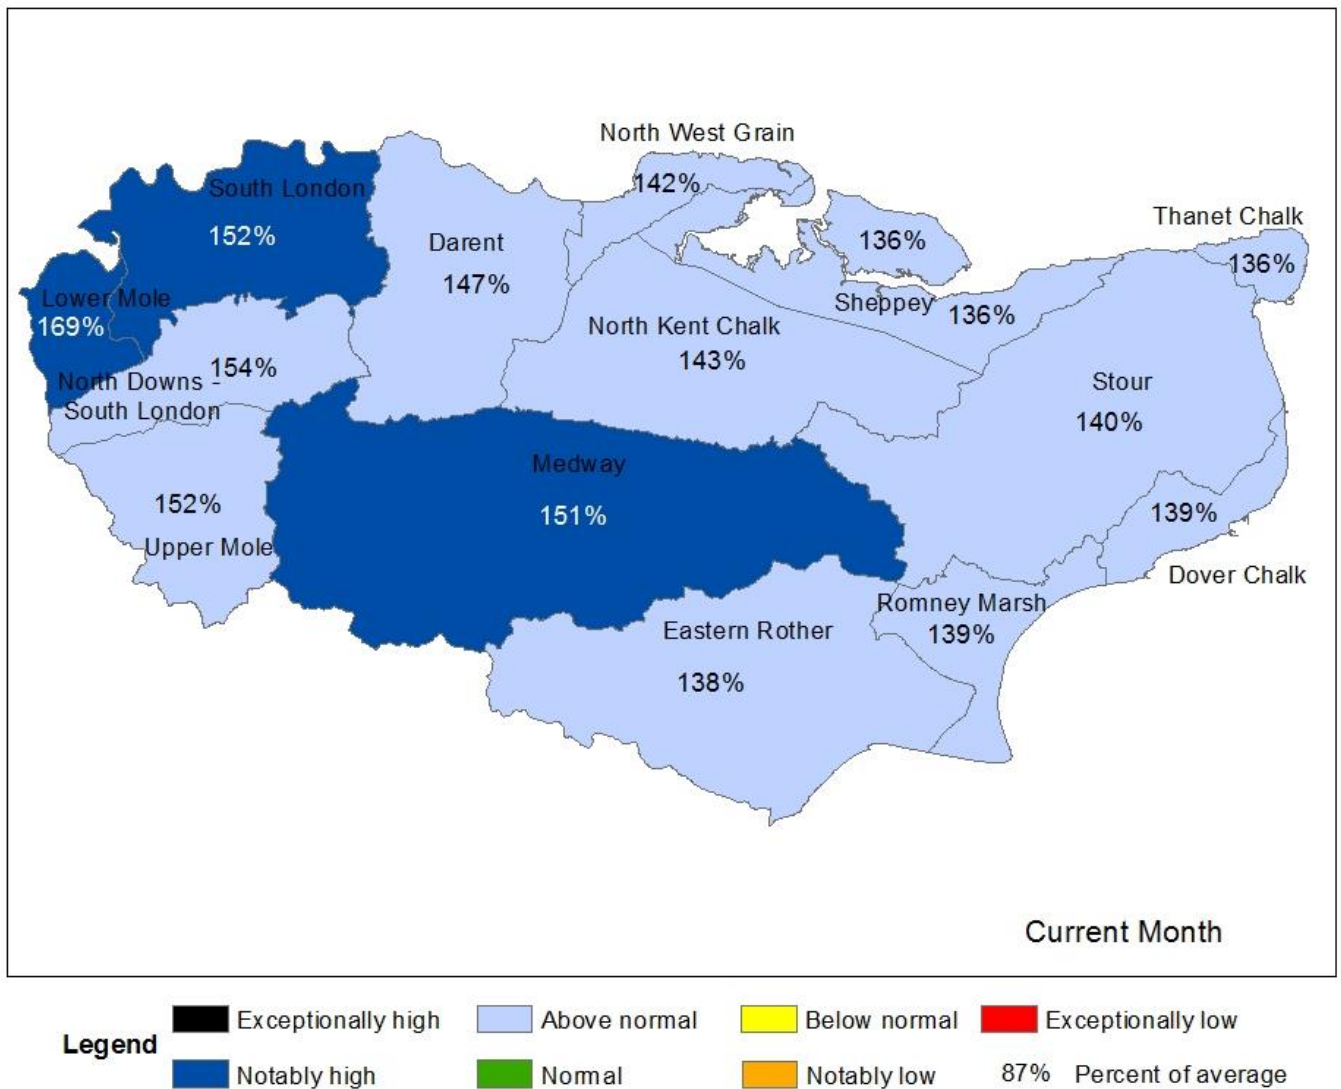 North West Grain
142%
South London
152%
Thanet Chalk
136%
Darent
147%
136%
Lower Mole
169%
Sheppey
136%
North Kent Chalk
143%
154%
North Downs -
South London
Stour
140%
Medway
151%
152%
Upper Mole
139%
Dover Chalk
Romney Marsh
139%
Eastern Rother
138%
Current Month
Legend
Exceptionally high
Above normal
Below normal
Exceptionally low
Notably high
Normal
Notably low
87% Percent of average